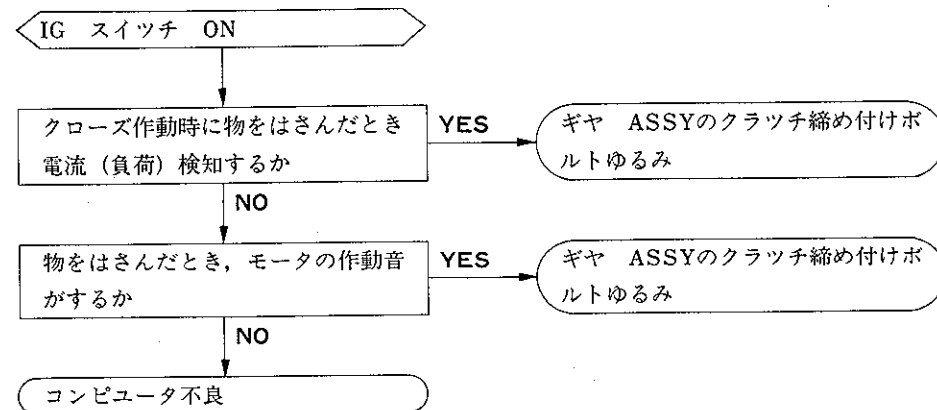 IG スイッチ ON
クローズ作動時に物をはさんだとき
電流（負荷）検知するか
YES
ギヤ ASSYのクラッチ締め付けボ
ルトゆるみ
NO
物をはさんだとき，モータの作動音
がするか
YES
ギヤ ASSYのクラッチ締め付けボ
ルトゆるみ
NO
コンピユータ不良